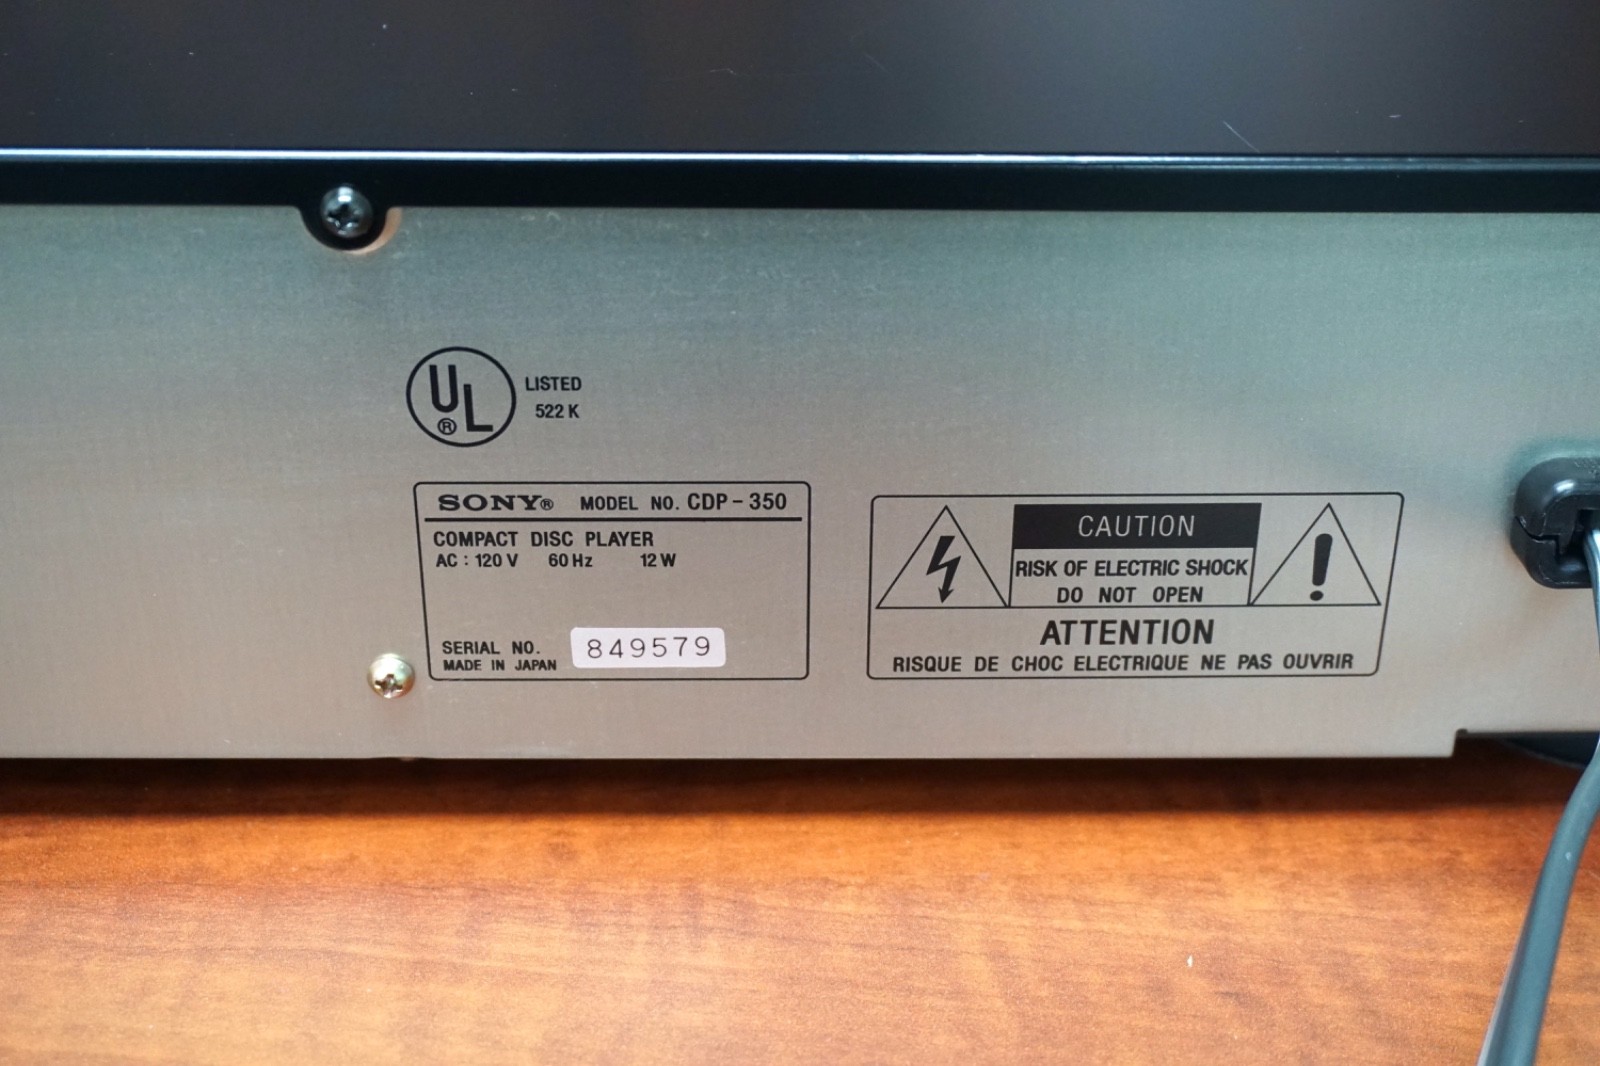 UL® LISTED
522 K
SONY® MODEL NO. CDP-350
COMPACT DISC PLAYER
AC : 120 V 60 Hz 12 W
SERIAL NO. 849579
MADE IN JAPAN
CAUTION
RISK OF ELECTRIC SHOCK
DO NOT OPEN
ATTENTION
RISQUE DE CHOC ELECTRIQUE NE PAS OUVRIR